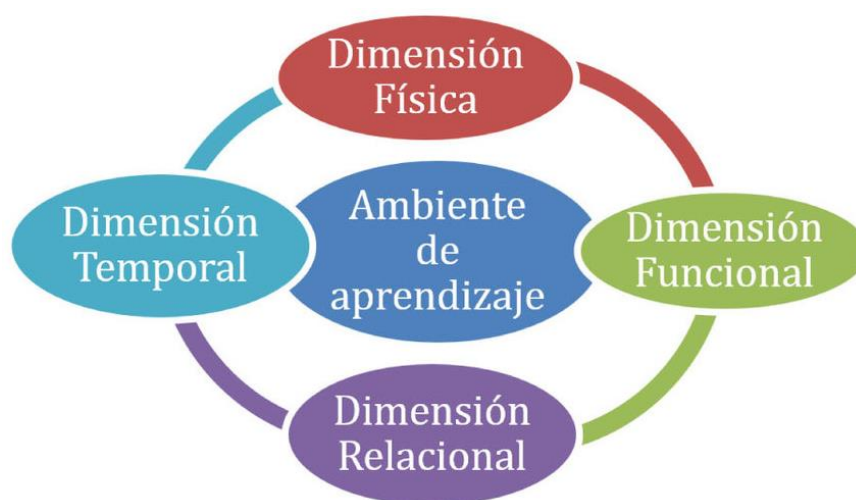 Dimensión
Física
Dimensión
Temporal
Ambiente
de
aprendizaje
Dimensión
Funcional
Dimensión
Relacional